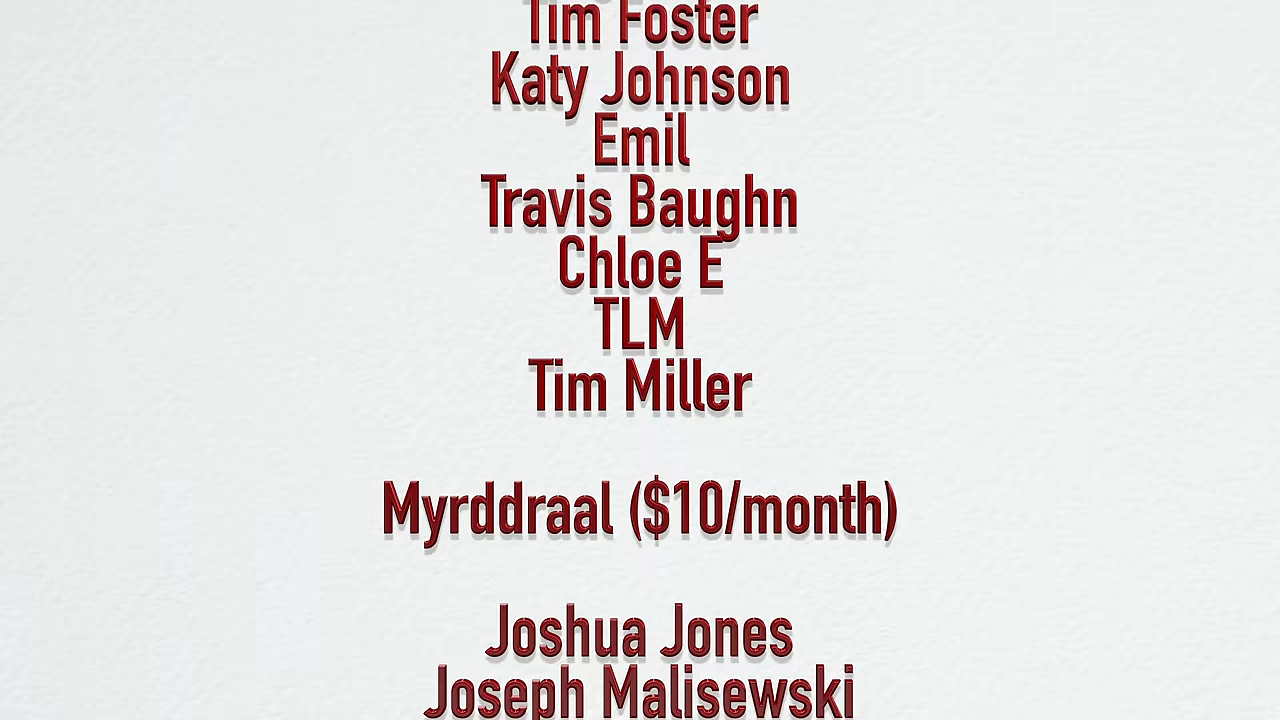 Tim Foster
Katy Johnson
Emil
Travis Baughn
Chloe E
TLM
Tim Miller
Myrddraal ($10/month)
Joshua Jones
Joseph Malisewski